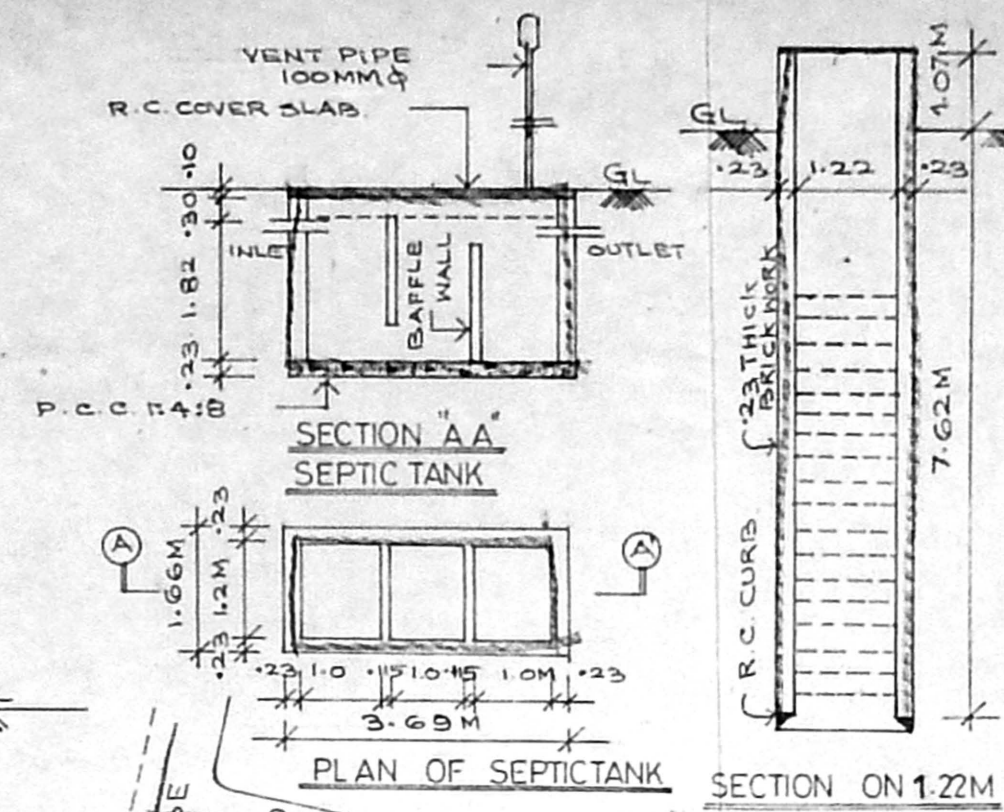 VENT PIPE
100MMφ
R.C. COVER SLAB.
GL
.10
.30
1.82
.23
INLE
BAFFLE
WALL
OUTLET
P.C.C. 1:4:8
SECTION "A A"
SEPTIC TANK
A
A
1.66M
.23
1.2M
.23
.23 1.0 .115 1.0 .115 1.0M .23
3.69M
PLAN OF SEPTICTANK
GL
1.07M
.23 1.22 .23
.23 THICK
BRICKWORK
7.62M
R.C. CURB
SECTION ON 1.22M